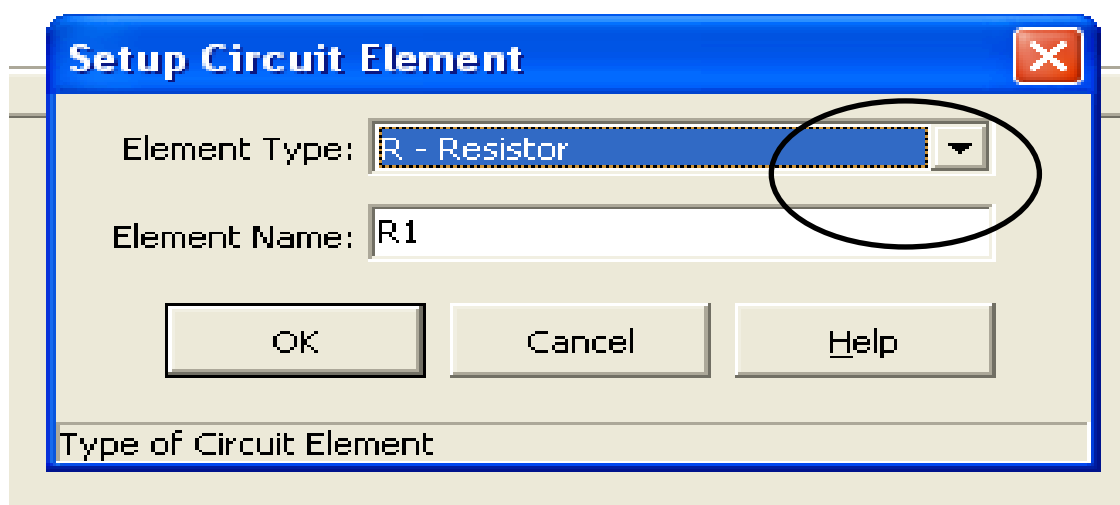 Setup Circuit Element
Element Type: R - Resistor
Element Name: R1
OK Cancel Help
Type of Circuit Element